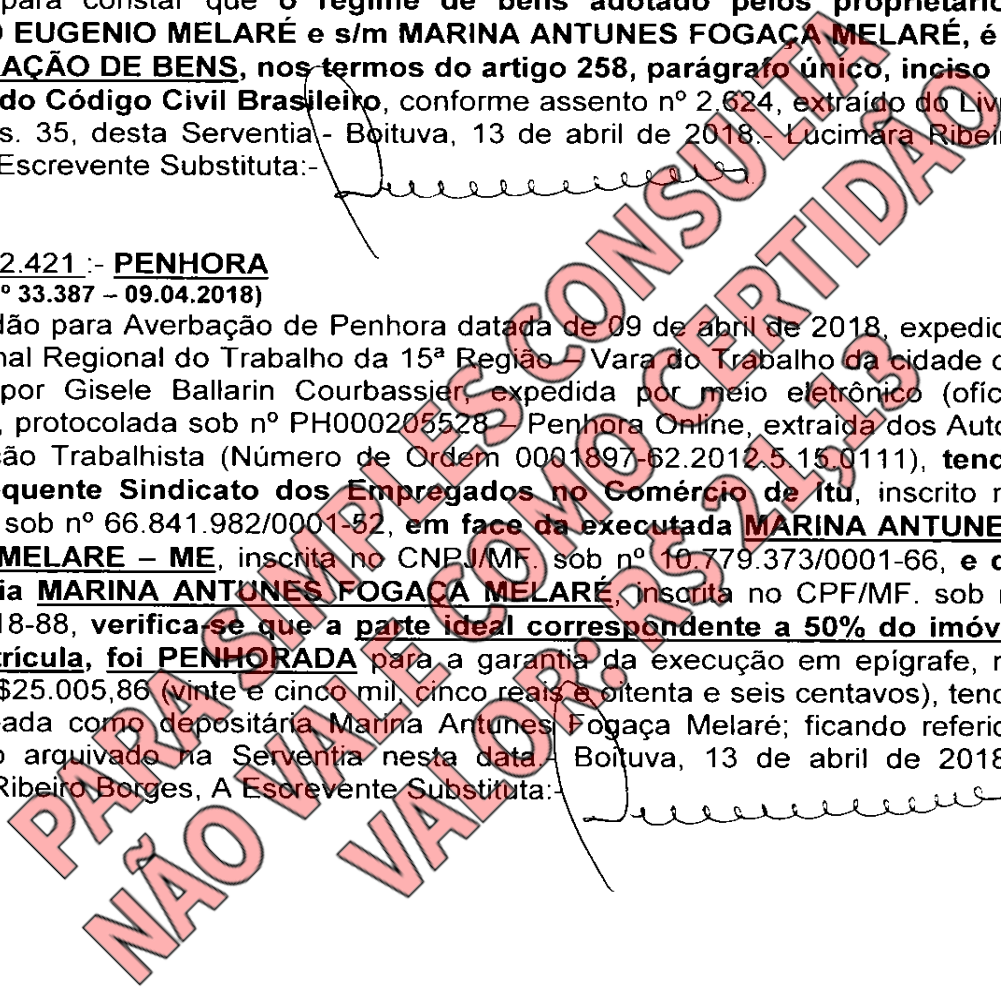 para constar que o regime de bens adotado pelos proprietário
O EUGENIO MELARÉ e s/m MARINA ANTUNES FOGAÇA MELARÉ, é
AÇÃO DE BENS, nos termos do artigo 258, parágrafo único, inciso
do Código Civil Brasileiro, conforme assento nº 2.624, extraído do Liv
s. 35, desta Serventia - Boituva, 13 de abril de 2018.- Lucimara Ribei
Escrevente Substituta:-
2.421 :- PENHORA
º 33.387 – 09.04.2018)
dão para Averbação de Penhora datada de 09 de abril de 2018, expedid
nal Regional do Trabalho da 15ª Região – Vara do Trabalho da cidade d
por Gisele Ballarin Courbassier, expedida por meio eletrônico (ofíc
, protocolada sob nº PH000205528 – Penhora Online, extraida dos Auto
ção Trabalhista (Número de Ordem 0001897-62.2012.5.15.0111), tend
equente Sindicato dos Empregados no Comércio de Itu, inscrito n
sob nº 66.841.982/0001-52, em face da executada MARINA ANTUNE
MELARE – ME, inscrita no CNPJ/MF. sob nº 10.779.373/0001-66, e d
ia MARINA ANTUNES FOGAÇA MELARÉ, inscrita no CPF/MF. sob n
18-88, verifica-se que a parte ideal correspondente a 50% do imóv
trícula, foi PENHORADA para a garantia da execução em epígrafe, n
$25.005,86 (vinte e cinco mil, cinco reais e oitenta e seis centavos), tend
ada como depositária Marina Antunes Fogaça Melaré; ficando referid
o arquivado na Serventia nesta data.- Boituva, 13 de abril de 2018
Ribeiro Borges, A Escrevente Substituta:-
PARA SIMPLES CONSULTA
NÃO VALE COMO CERTIDÃO
VALOR: R$ 21,13